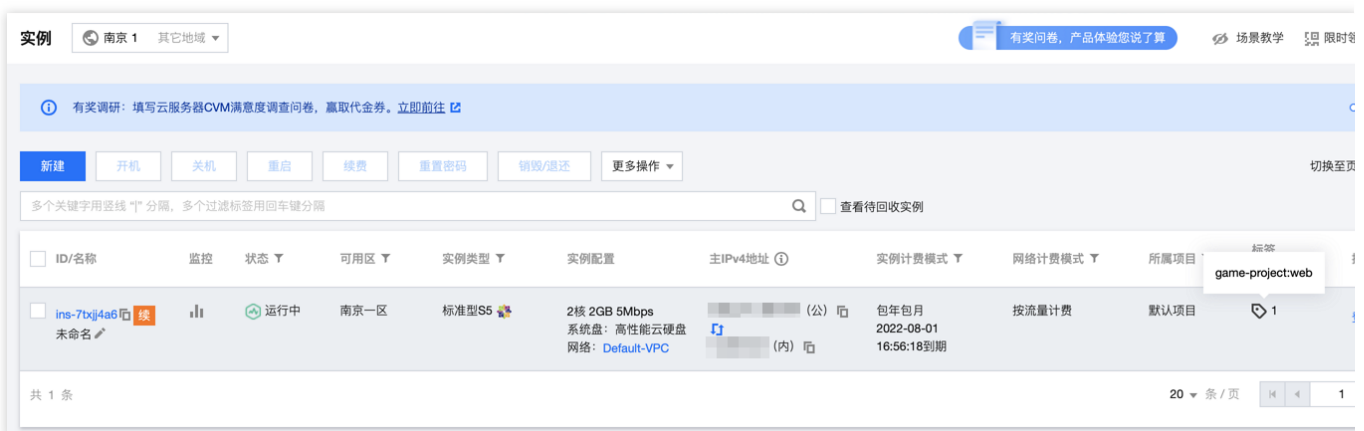 实例 南京 1 其它地域 有奖问卷，产品体验您说了算 场景教学 限时
有奖调研：填写云服务器CVM满意度调查问卷，赢取代金券。立即前往
新建 开机 关机 重启 续费 重置密码 销毁/退还 更多操作 切换至页
多个关键字用竖线 "|" 分隔，多个过滤标签用回车键分隔 查看待回收实例
ID/名称 监控 状态 可用区 实例类型 实例配置 主IPv4地址 实例计费模式 网络计费模式 所属项目 标签
game-project:web
ins-7txjj4a6 续 运行中 南京一区 标准型S5 2核 2GB 5Mbps (公) 包年包月 按流量计费 默认项目 1
未命名 系统盘：高性能云硬盘 2022-08-01
网络：Default-VPC (内) 16:56:18到期
共 1 条 20 条 / 页 1